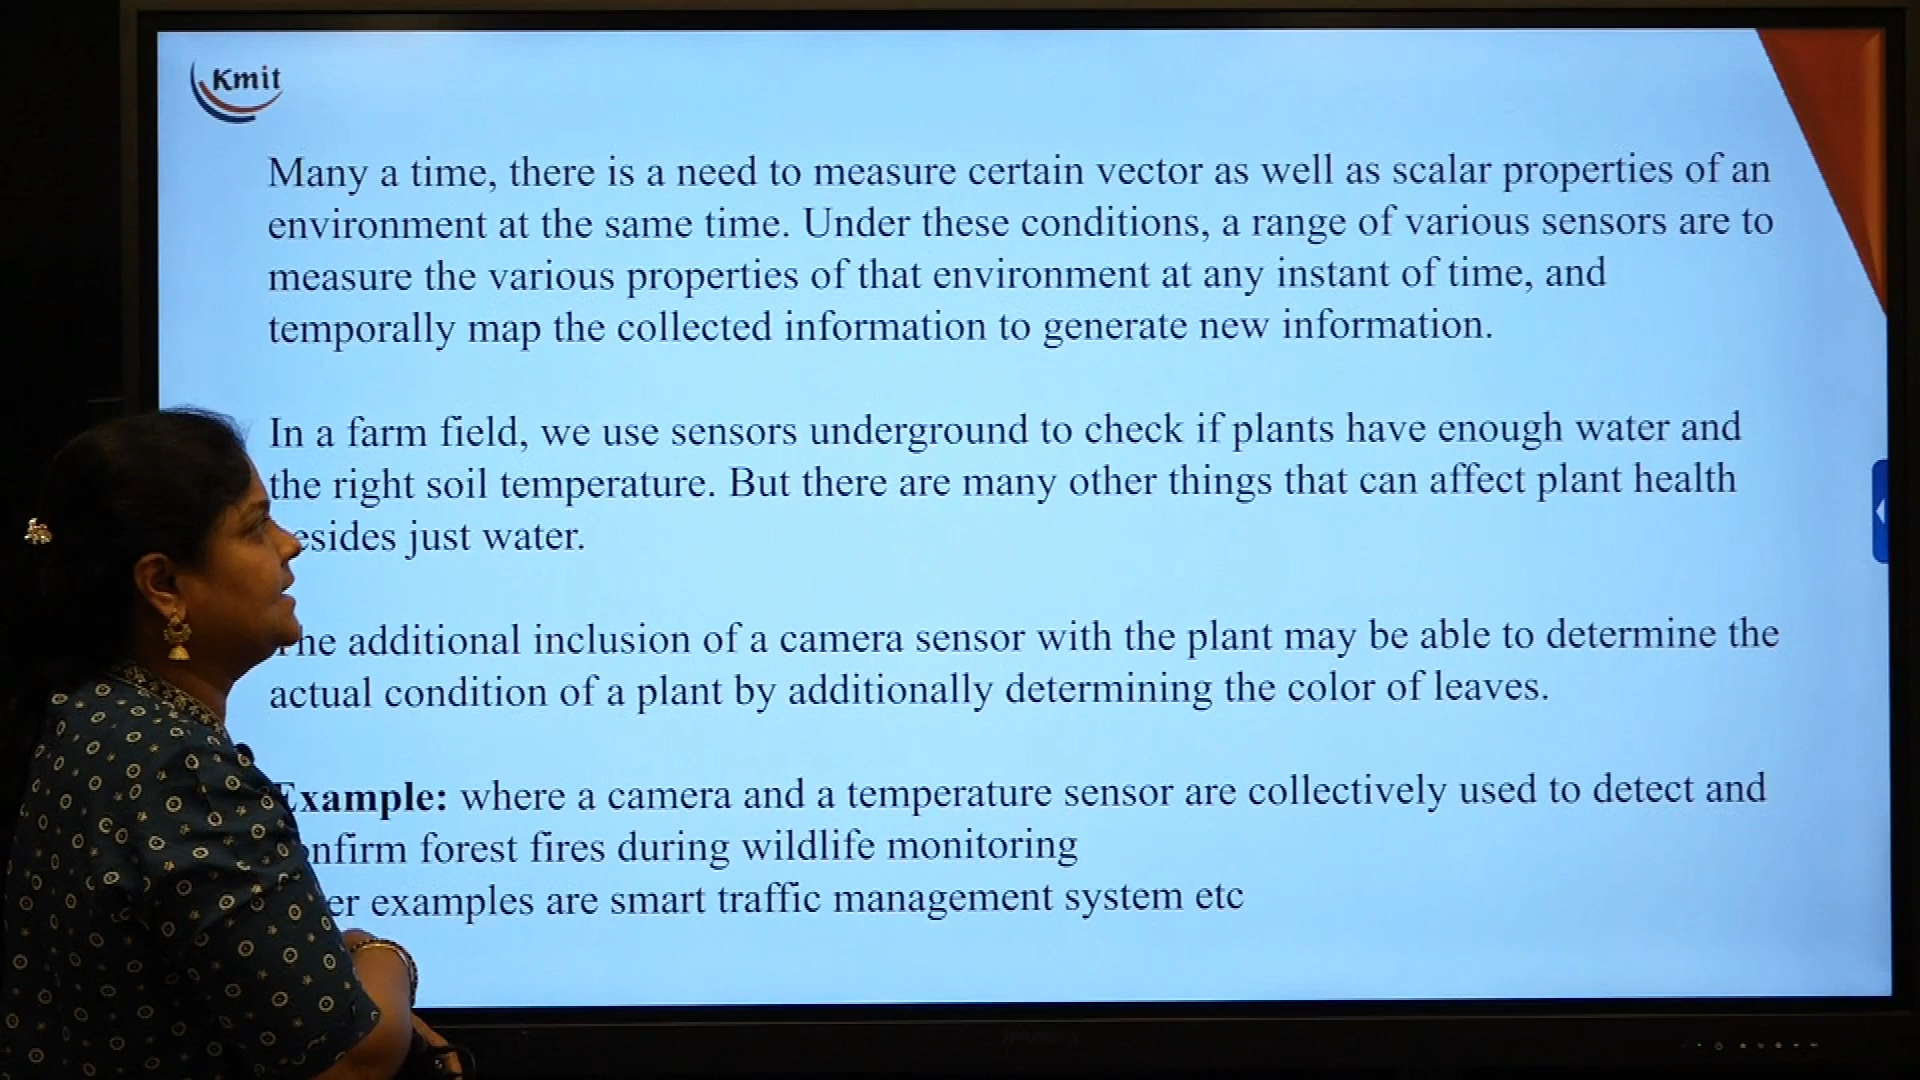 Kmit
Many a time, there is a need to measure certain vector as well as scalar properties of an
environment at the same time. Under these conditions, a range of various sensors are to
measure the various properties of that environment at any instant of time, and
temporally map the collected information to generate new information.
In a farm field, we use sensors underground to check if plants have enough water and
the right soil temperature. But there are many other things that can affect plant health
esides just water.
he additional inclusion of a camera sensor with the plant may be able to determine the
actual condition of a plant by additionally determining the color of leaves.
Example: where a camera and a temperature sensor are collectively used to detect and
nfirm forest fires during wildlife monitoring
er examples are smart traffic management system etc